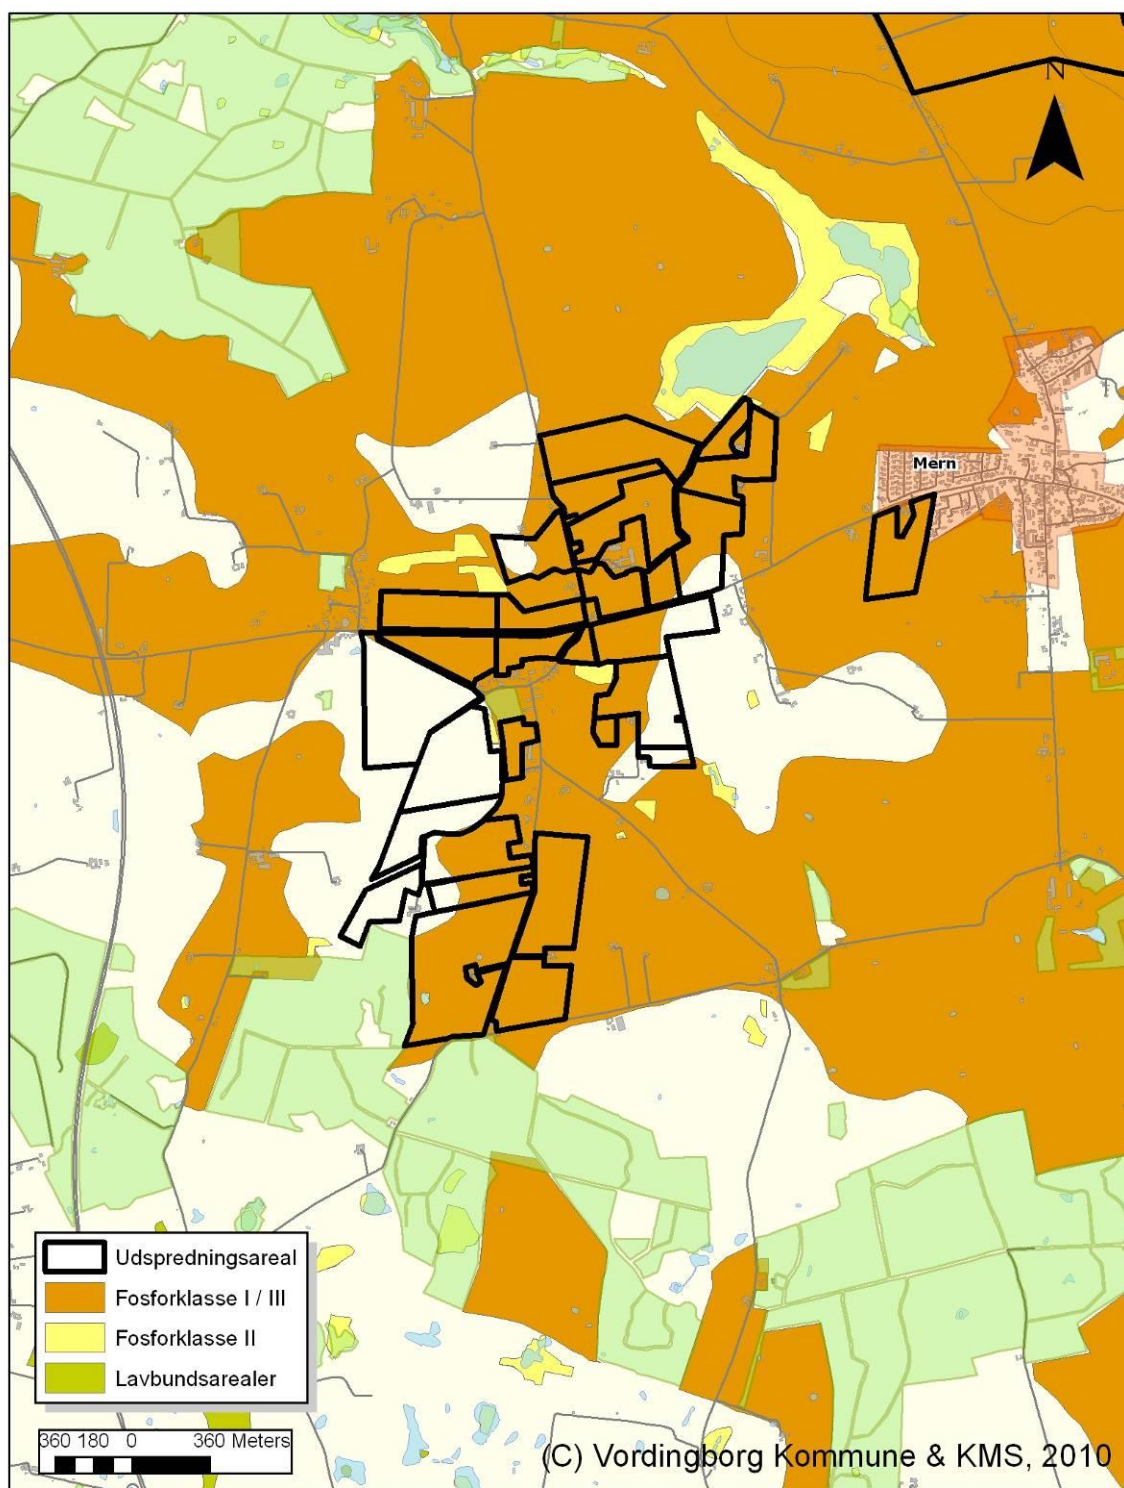 N
Mern
Udspredningsareal
Fosforklasse I / III
Fosforklasse II
Lavbundsarealer
360 180 0 360 Meters
(C) Vordingborg Kommune & KMS, 2010